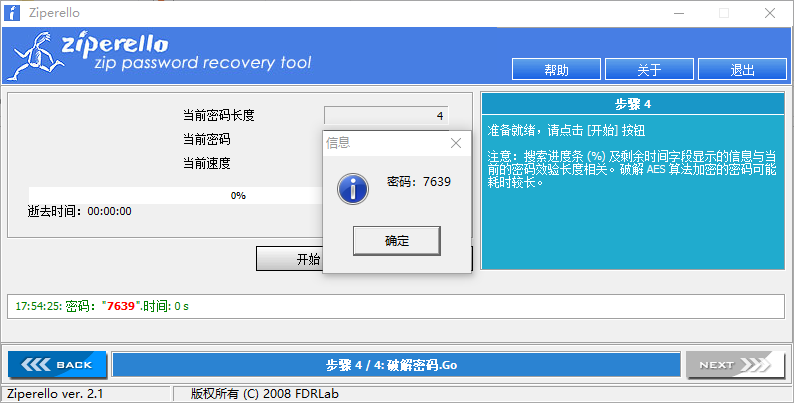 Ziperello
ziperello
zip password recovery tool
帮助
关于
退出
当前密码长度
4
当前密码
当前速度
0%
逝去时间：00:00:00
开始
信息
密码：7639
确定
步骤 4
准备就绪，请点击 [开始] 按钮
注意：搜索进度条 (%) 及剩余时间字段显示的信息与当
前的密码效验长度相关。破解 AES 算法加密的密码可能
耗时较长。
17:54:25: 密码："7639".时间: 0 s
BACK
步骤 4 / 4: 破解密码.Go
NEXT
Ziperello ver. 2.1
版权所有 (C) 2008 FDRLab